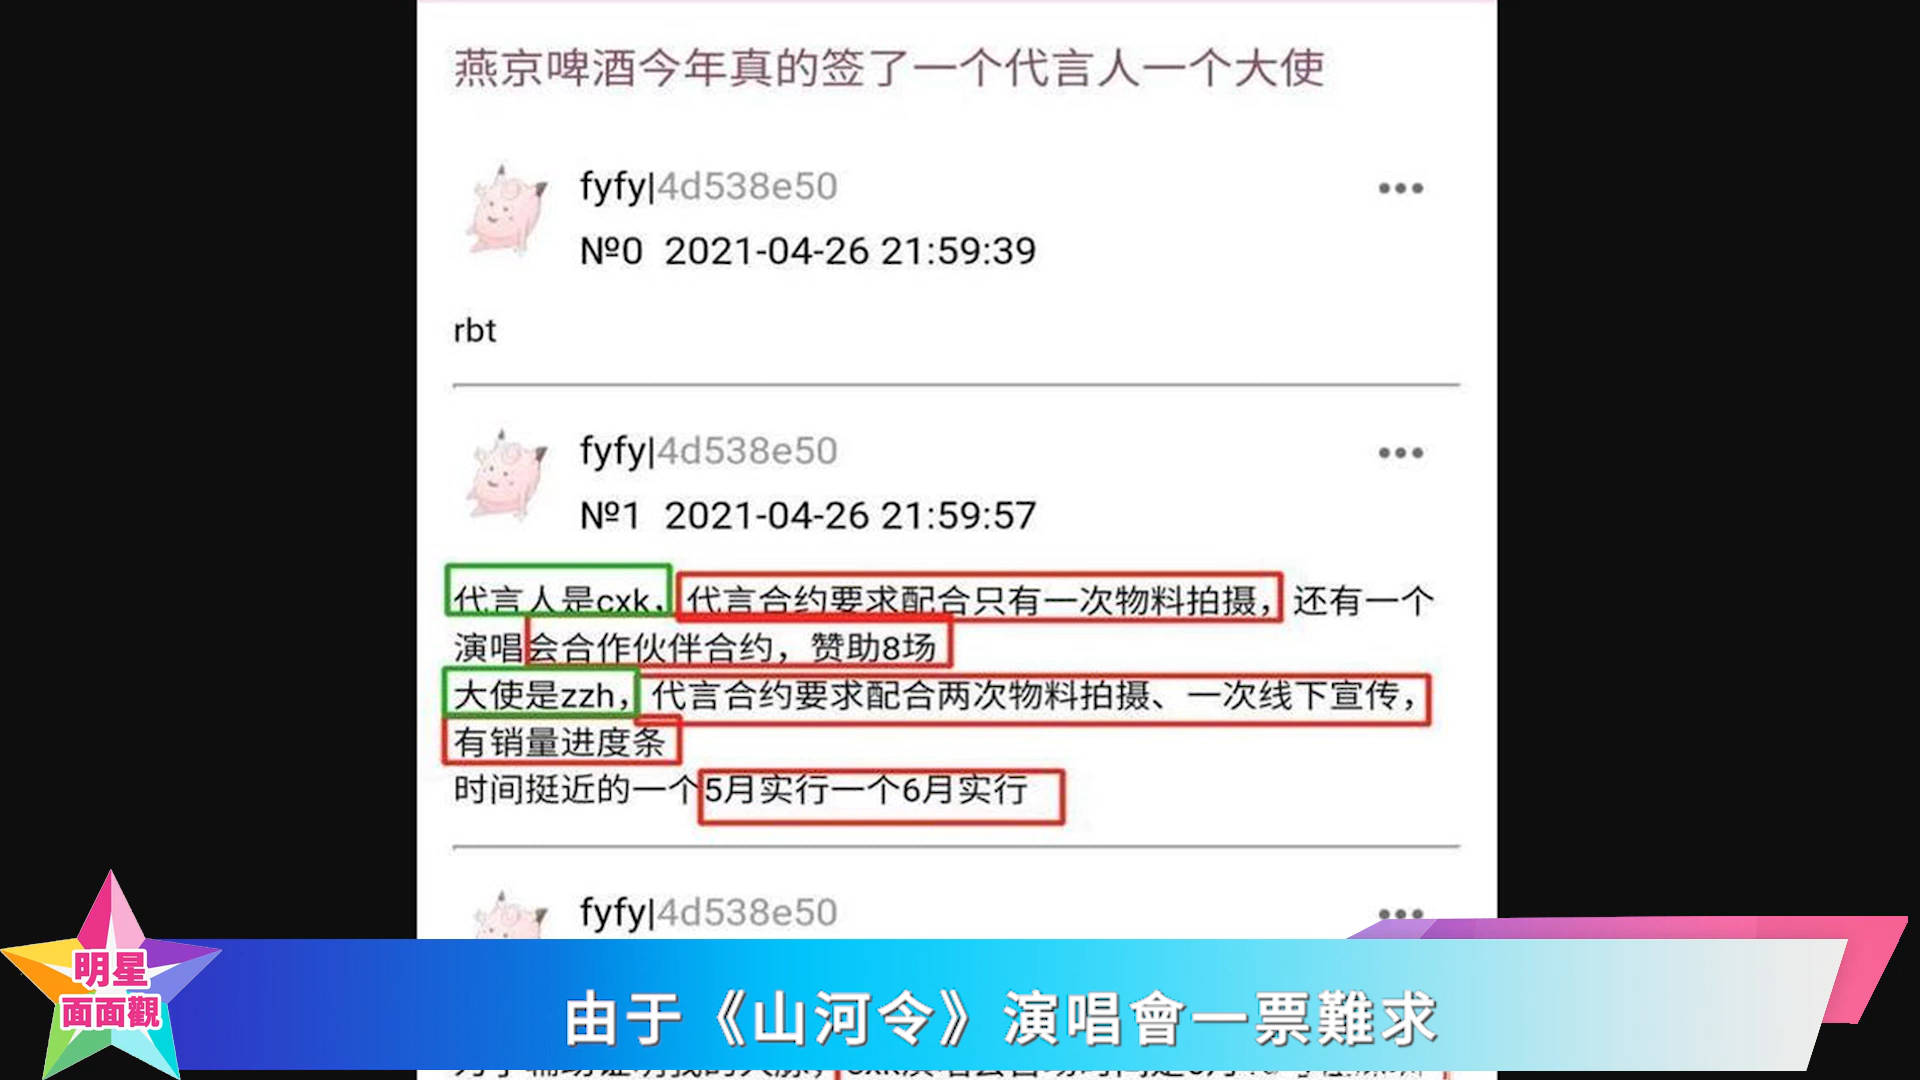 燕京啤酒今年真的签了一个代言人一个大使
fyfy|4d538e50
№0 2021-04-26 21:59:39
rbt
fyfy|4d538e50
№1 2021-04-26 21:59:57
代言人是cxk，代言合约要求配合只有一次物料拍摄，还有一个
演唱会合作伙伴合约，赞助8场
大使是zzh，代言合约要求配合两次物料拍摄、一次线下宣传，
有销量进度条
时间挺近的一个5月实行一个6月实行
fyfy|4d538e50
明星
面面觀
由于《山河令》演唱會一票難求